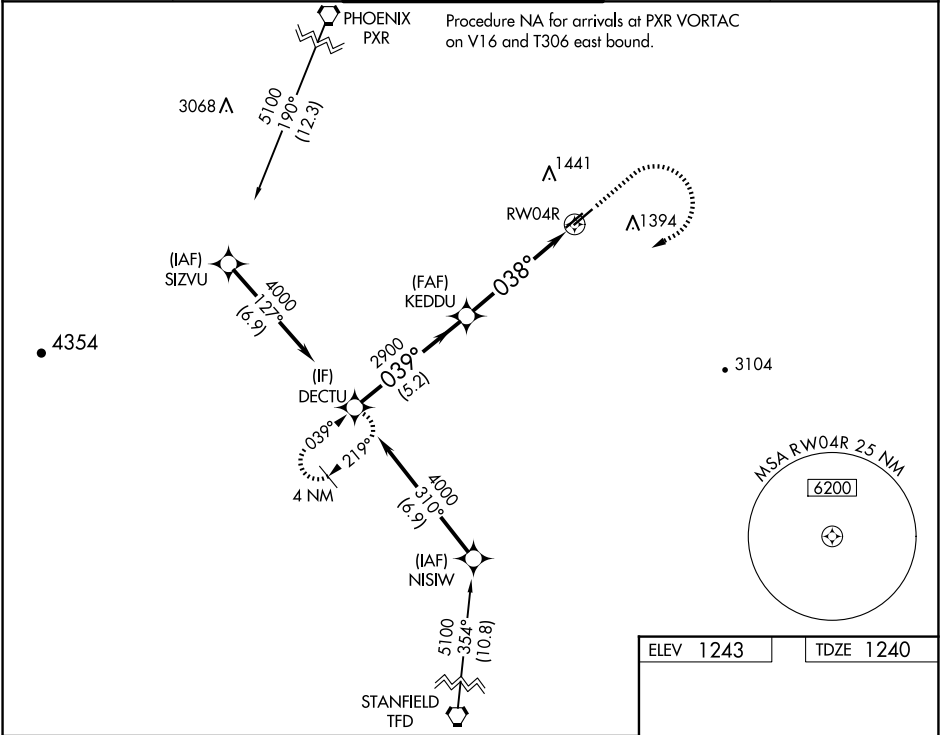 PHOENIX
PXR
Procedure NA for arrivals at PXR VORTAC
on V16 and T306 east bound.
5100
190°
(12.3)
3068
1441
RW04R
1394
(IAF)
SIZVU
4000
127°
(6.9)
(FAF)
KEDDU
038°
4354
2900
039°
(5.2)
3104
(IF)
DECTU
039°
219°
4 NM
4000
310°
(6.9)
MSA RW04R 25 NM
6200
(IAF)
NISIW
5100
354°
(10.8)
STANFIELD
TFD
ELEV 1243
TDZE 1240